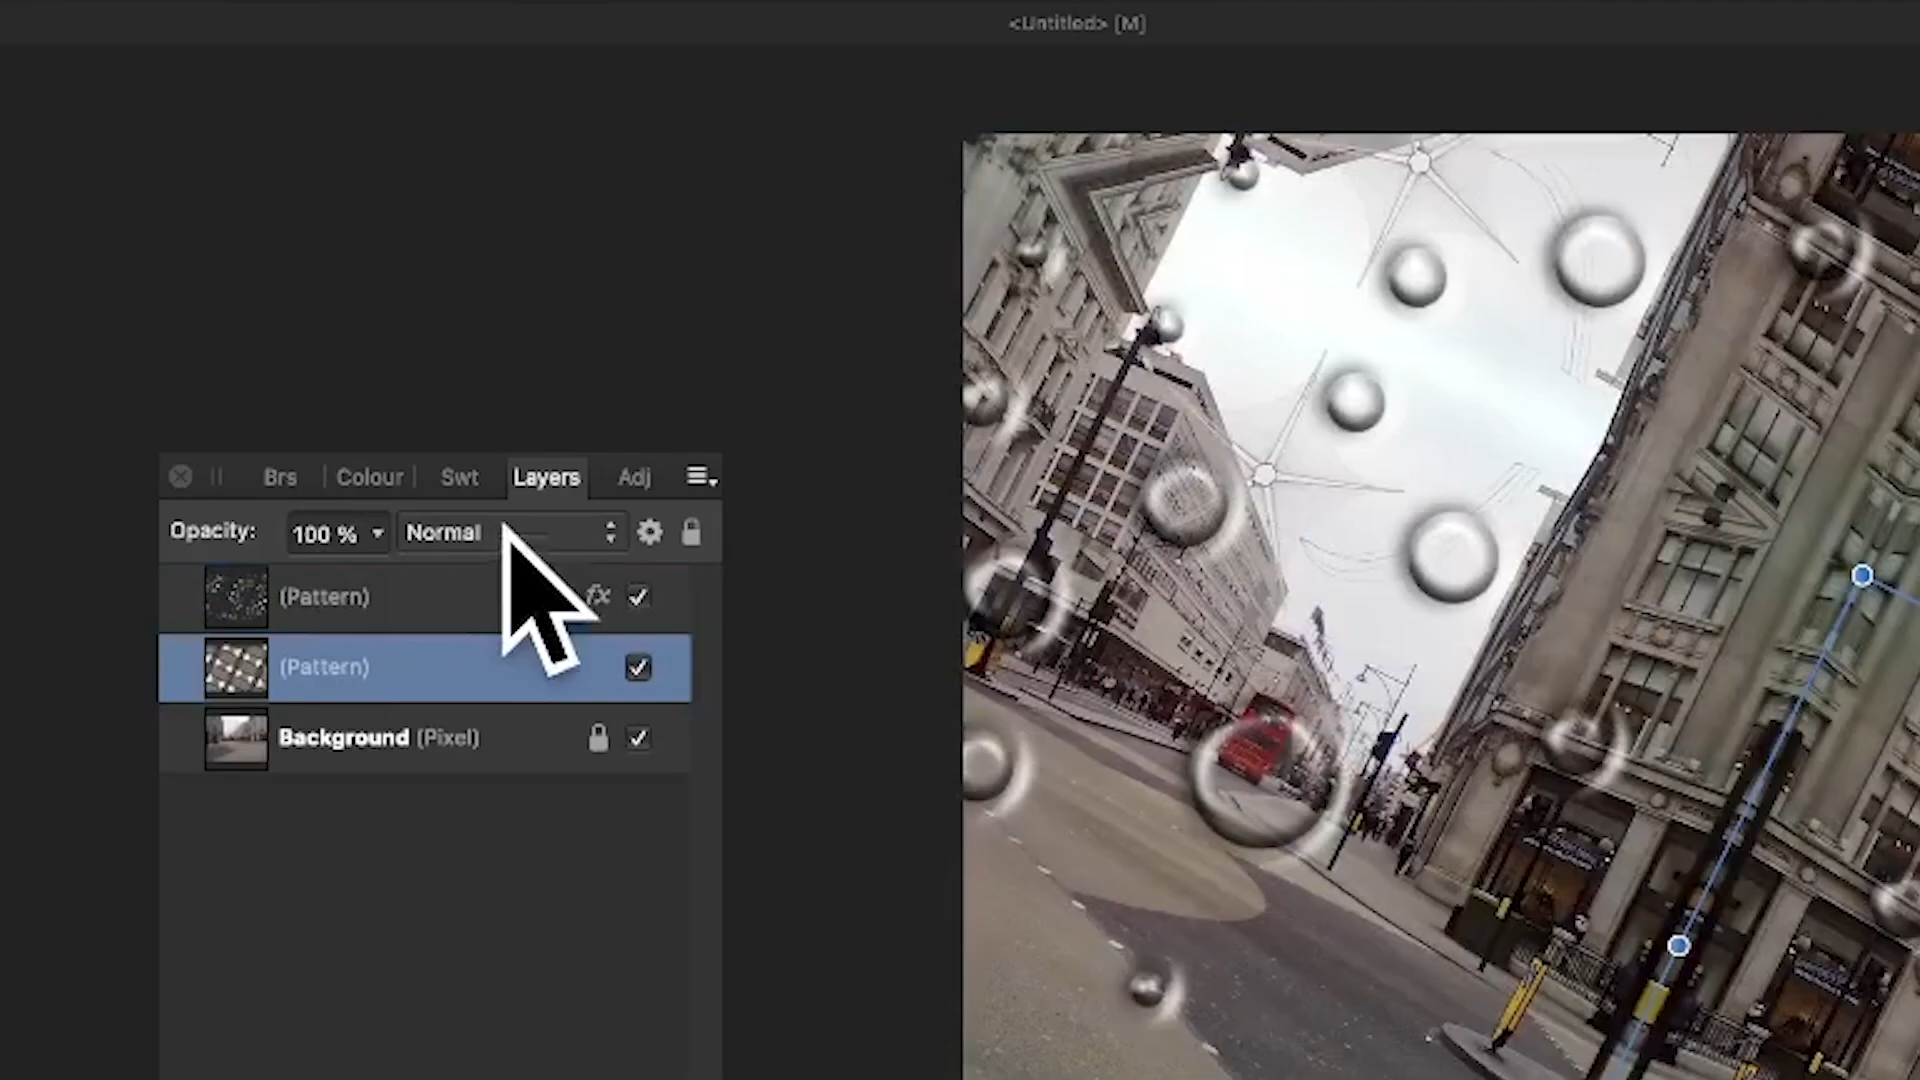 <Untitled> [M]
Brs Colour Swt Layers Adj
Opacity: 100 % Normal
(Pattern) fx
(Pattern)
Background (Pixel)